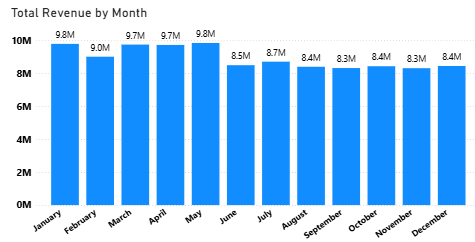 Total Revenue by Month
10M
8M
6M
4M
2M
0M
9.8M
9.0M
9.7M
9.7M
9.8M
8.5M
8.7M
8.4M
8.3M
8.4M
8.3M
8.4M
January
February
March
April
May
June
July
August
September
October
November
December